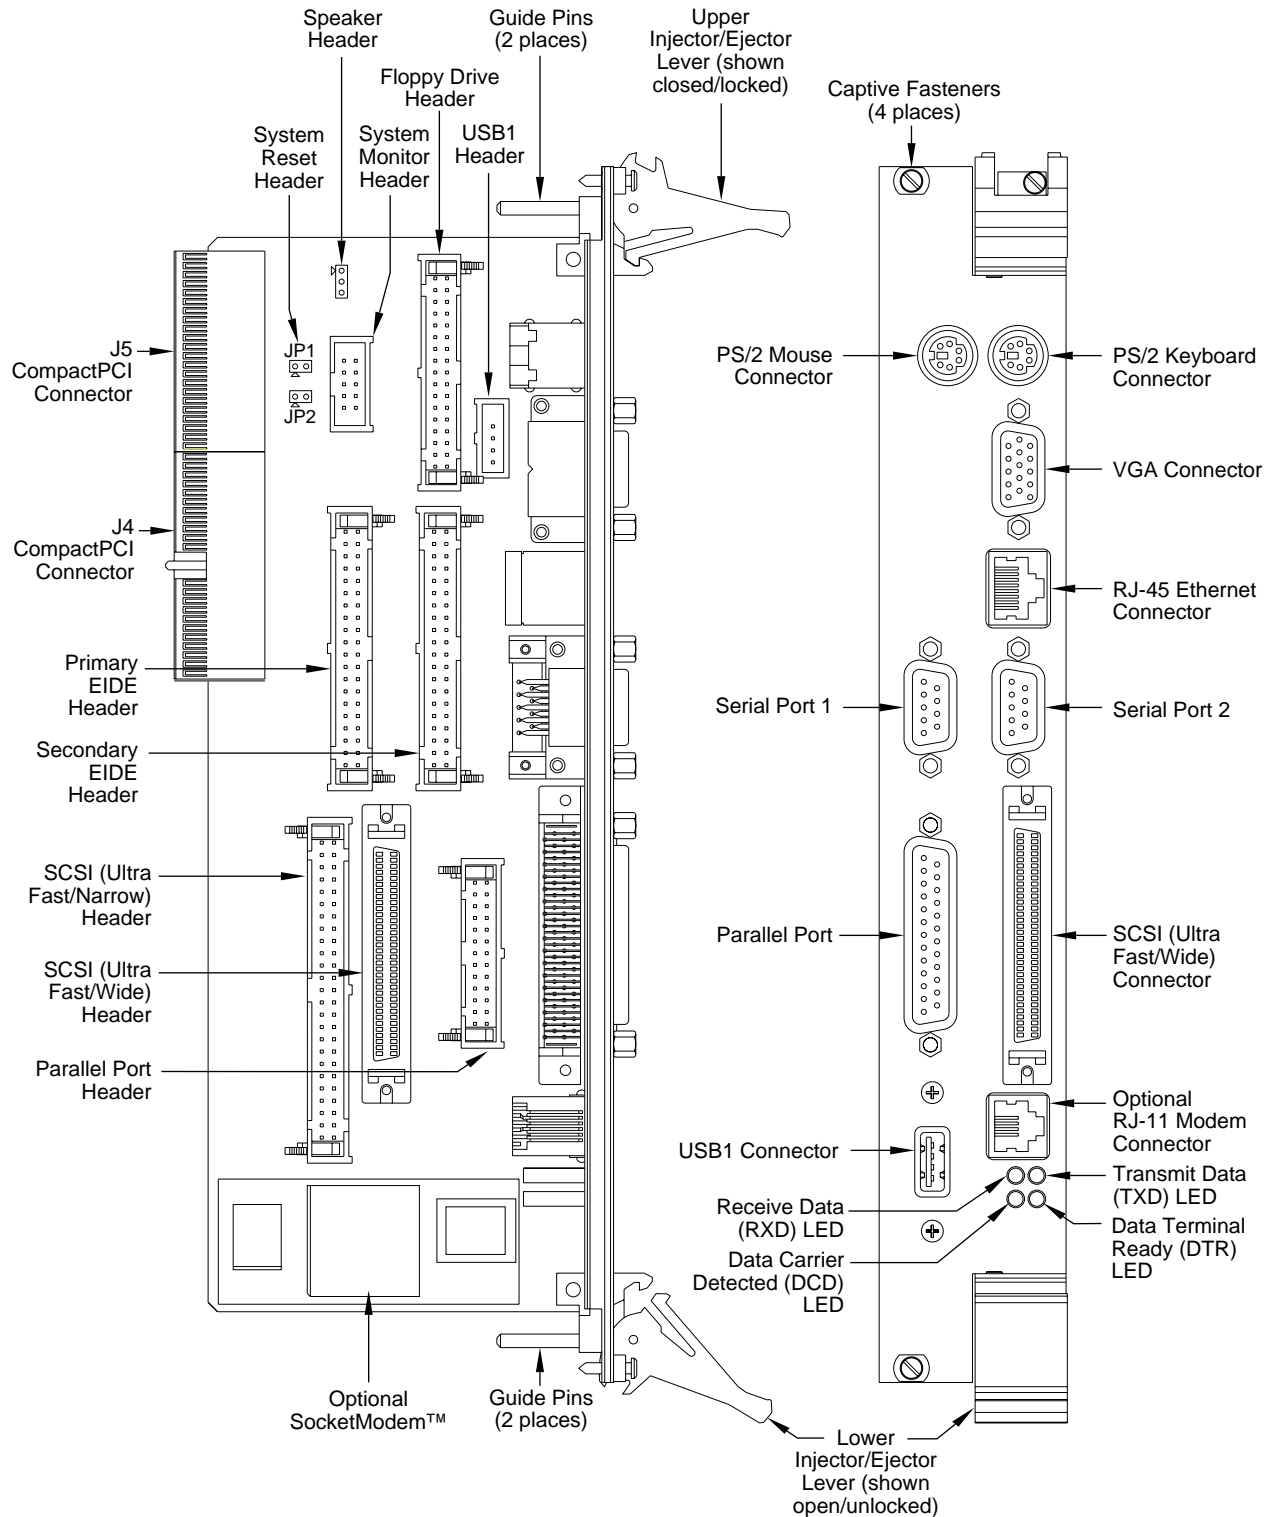 Speaker
Header
Guide Pins
(2 places)
Upper
Injector/Ejector
Lever (shown
closed/locked)
Floppy Drive
Header
Captive Fasteners
(4 places)
System
Reset
Header
System
Monitor
Header
USB1
Header
J5
CompactPCI
Connector
JP1
JP2
PS/2 Mouse
Connector
PS/2 Keyboard
Connector
VGA Connector
J4
CompactPCI
Connector
RJ-45 Ethernet
Connector
Primary
EIDE
Header
Serial Port 1
Serial Port 2
Secondary
EIDE
Header
SCSI (Ultra
Fast/Narrow)
Header
Parallel Port
SCSI (Ultra
Fast/Wide)
Connector
SCSI (Ultra
Fast/Wide)
Header
Parallel Port
Header
Optional
RJ-11 Modem
Connector
USB1 Connector
Transmit Data
(TXD) LED
Receive Data
(RXD) LED
Data Terminal
Ready (DTR)
LED
Data Carrier
Detected (DCD)
LED
Optional
SocketModem™
Guide Pins
(2 places)
Lower
Injector/Ejector
Lever (shown
open/unlocked)